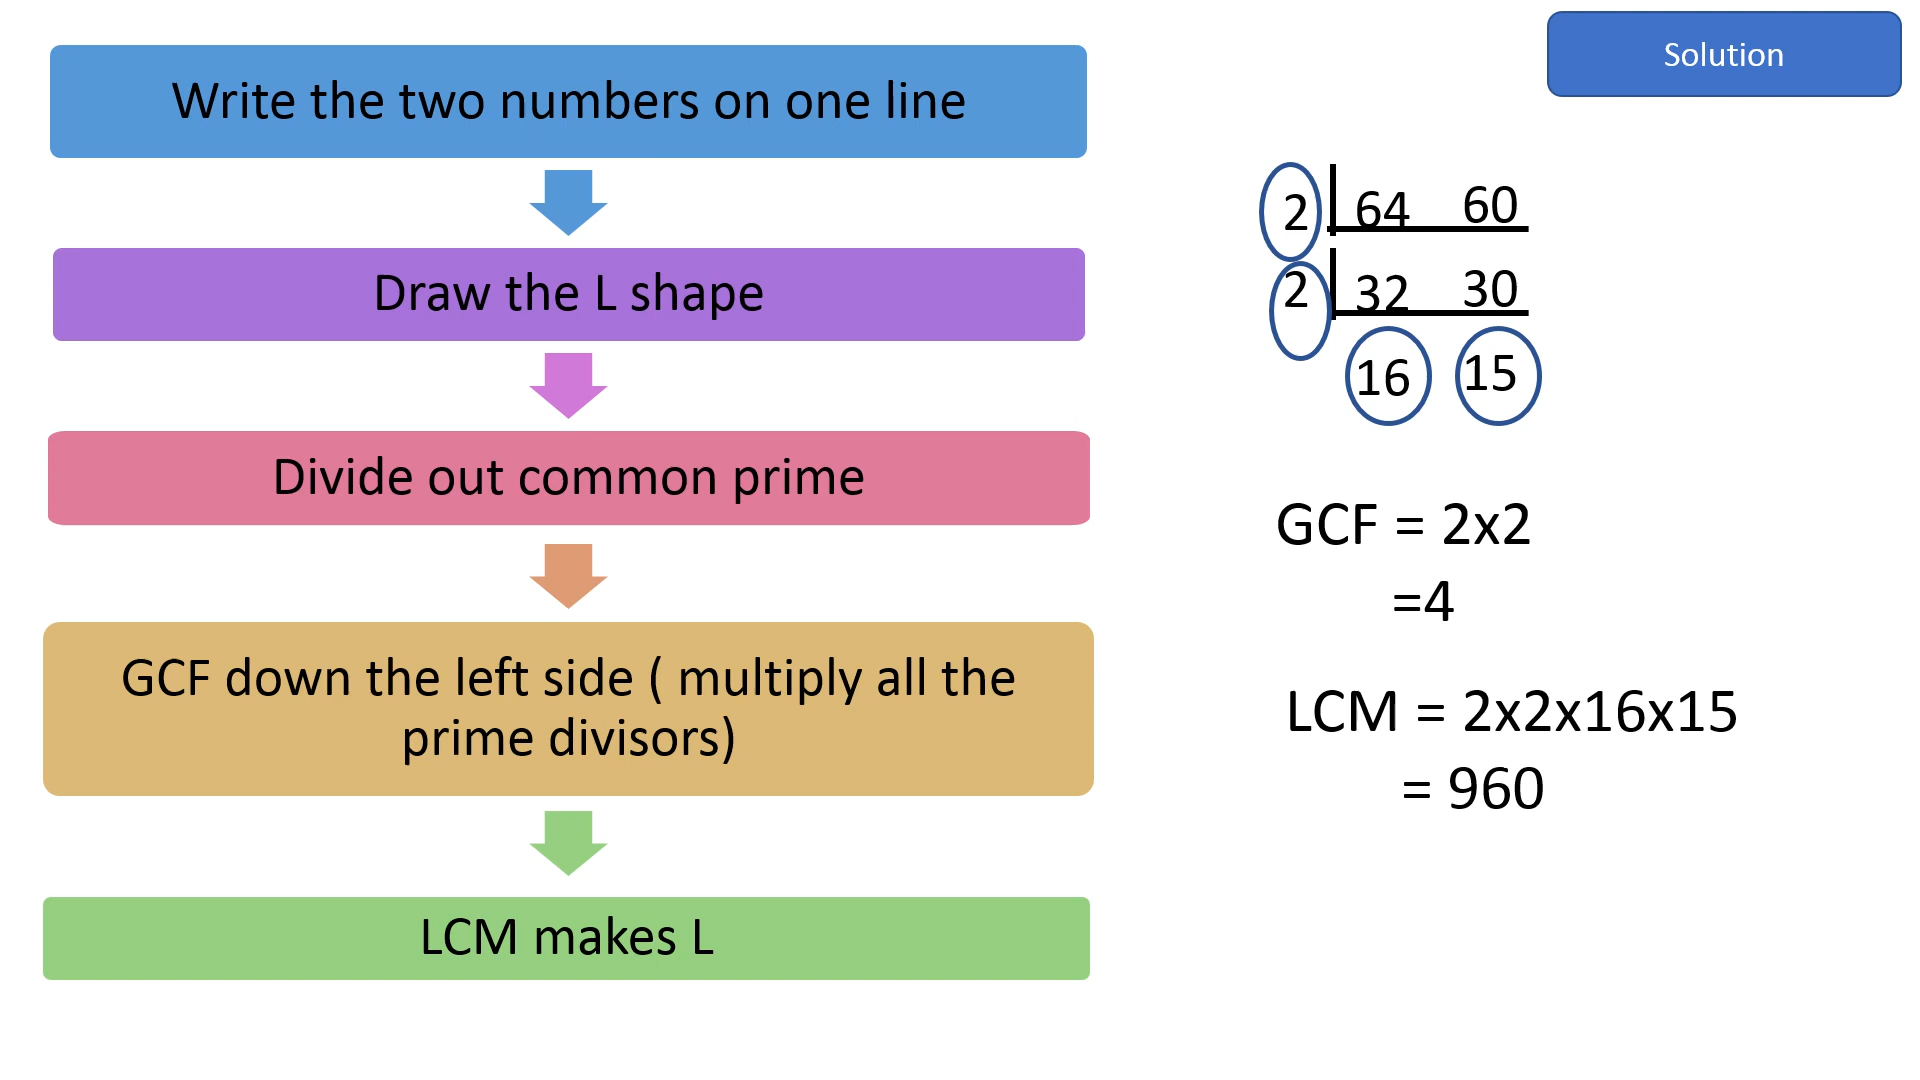 Write the two numbers on one line
Draw the L shape
Divide out common prime
GCF down the left side ( multiply all the
prime divisors)
LCM makes L
Solution
2 64 60
2 32 30
16 15
GCF = 2x2
=4
LCM = 2x2x16x15
= 960